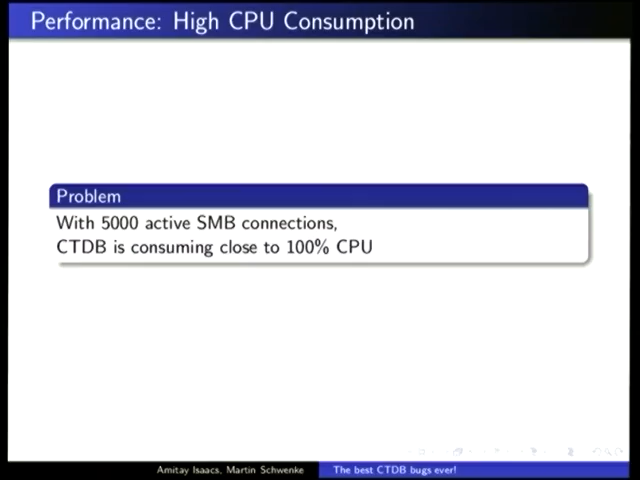 Performance: High CPU Consumption
Problem
With 5000 active SMB connections,
CTDB is consuming close to 100% CPU
Amitay Isaacs, Martin Schwenke
The best CTDB bugs ever!